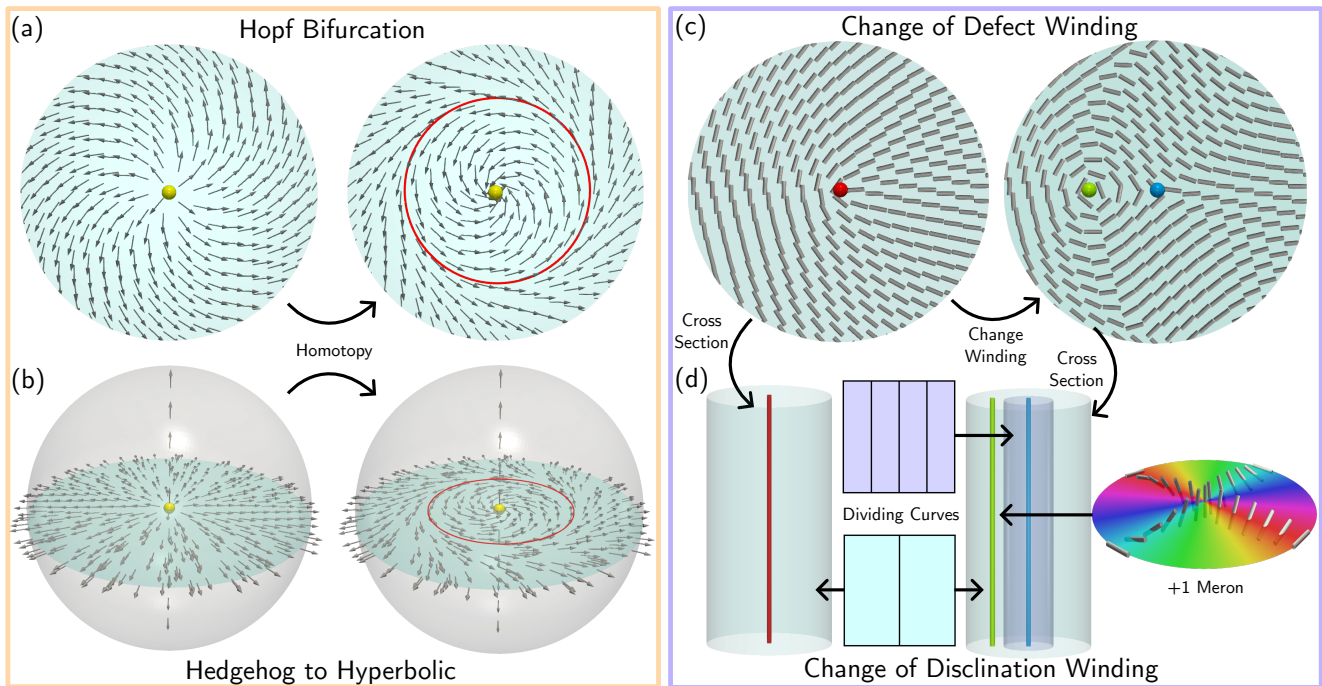 (a)
Hopf Bifurcation
Homotopy
(b)
Hedgehog to Hyperbolic
(c)
Change of Defect Winding
Cross
Section
Change
Winding
Cross
Section
(d)
Dividing Curves
+1 Meron
Change of Disclination Winding